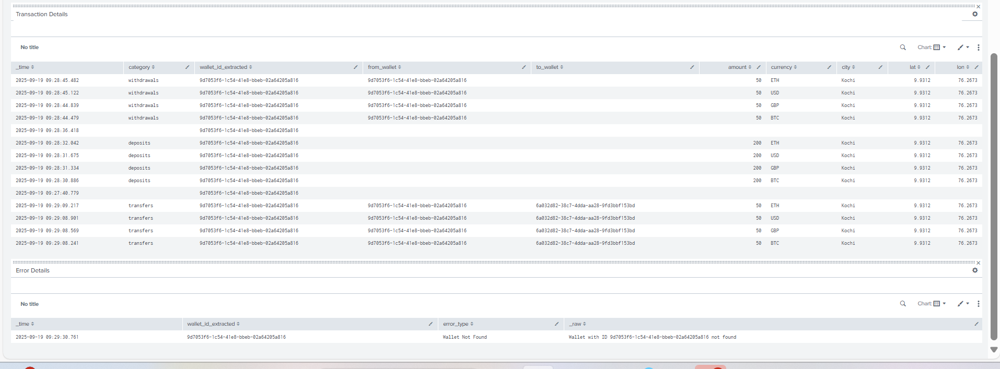 Transaction Details
No title
Chart:
_time category wallet_id_extracted from_wallet to_wallet amount currency city lat lon
2025-09-19 09:28:45.482 withdrawals 9d7053f6-1c54-41e8-bbeb-02a64205a816 9d7053f6-1c54-41e8-bbeb-02a64205a816 50 ETH Kochi 9.9312 76.2673
2025-09-19 09:28:45.122 withdrawals 9d7053f6-1c54-41e8-bbeb-02a64205a816 9d7053f6-1c54-41e8-bbeb-02a64205a816 50 USD Kochi 9.9312 76.2673
2025-09-19 09:28:44.839 withdrawals 9d7053f6-1c54-41e8-bbeb-02a64205a816 9d7053f6-1c54-41e8-bbeb-02a64205a816 50 GBP Kochi 9.9312 76.2673
2025-09-19 09:28:44.479 withdrawals 9d7053f6-1c54-41e8-bbeb-02a64205a816 9d7053f6-1c54-41e8-bbeb-02a64205a816 50 BTC Kochi 9.9312 76.2673
2025-09-19 09:28:36.418 9d7053f6-1c54-41e8-bbeb-02a64205a816
2025-09-19 09:28:32.042 deposits 9d7053f6-1c54-41e8-bbeb-02a64205a816 200 ETH Kochi 9.9312 76.2673
2025-09-19 09:28:31.675 deposits 9d7053f6-1c54-41e8-bbeb-02a64205a816 200 USD Kochi 9.9312 76.2673
2025-09-19 09:28:31.334 deposits 9d7053f6-1c54-41e8-bbeb-02a64205a816 200 GBP Kochi 9.9312 76.2673
2025-09-19 09:28:30.886 deposits 9d7053f6-1c54-41e8-bbeb-02a64205a816 200 BTC Kochi 9.9312 76.2673
2025-09-19 09:27:40.779 9d7053f6-1c54-41e8-bbeb-02a64205a816
2025-09-19 09:29:09.217 transfers 9d7053f6-1c54-41e8-bbeb-02a64205a816 9d7053f6-1c54-41e8-bbeb-02a64205a816 6a032d82-38c7-4dda-aa28-9fd3bbf153bd 50 ETH Kochi 9.9312 76.2673
2025-09-19 09:29:08.901 transfers 9d7053f6-1c54-41e8-bbeb-02a64205a816 9d7053f6-1c54-41e8-bbeb-02a64205a816 6a032d82-38c7-4dda-aa28-9fd3bbf153bd 50 USD Kochi 9.9312 76.2673
2025-09-19 09:29:08.569 transfers 9d7053f6-1c54-41e8-bbeb-02a64205a816 9d7053f6-1c54-41e8-bbeb-02a64205a816 6a032d82-38c7-4dda-aa28-9fd3bbf153bd 50 GBP Kochi 9.9312 76.2673
2025-09-19 09:29:08.241 transfers 9d7053f6-1c54-41e8-bbeb-02a64205a816 9d7053f6-1c54-41e8-bbeb-02a64205a816 6a032d82-38c7-4dda-aa28-9fd3bbf153bd 50 BTC Kochi 9.9312 76.2673
Error Details
No title
Chart:
_time wallet_id_extracted error_type _raw
2025-09-19 09:29:30.761 9d7053f6-1c54-41e8-bbeb-02a64205a816 Wallet Not Found Wallet with ID 9d7053f6-1c54-41e8-bbeb-02a64205a816 not found